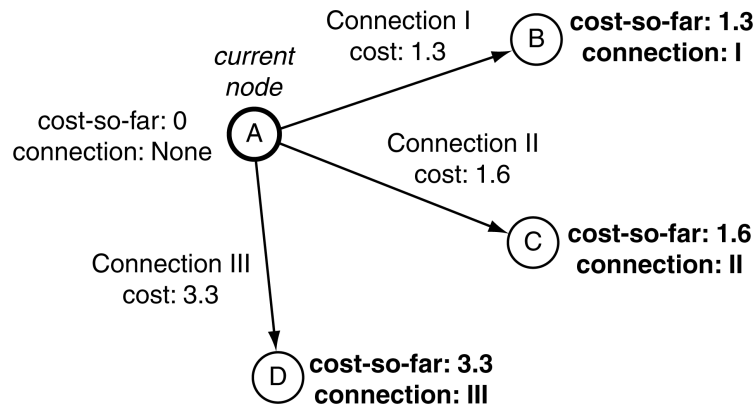 Connection I
cost: 1.3
B
cost-so-far: 1.3
connection: I
current
node
cost-so-far: 0
connection: None
A
Connection II
cost: 1.6
C
cost-so-far: 1.6
connection: II
Connection III
cost: 3.3
D
cost-so-far: 3.3
connection: III